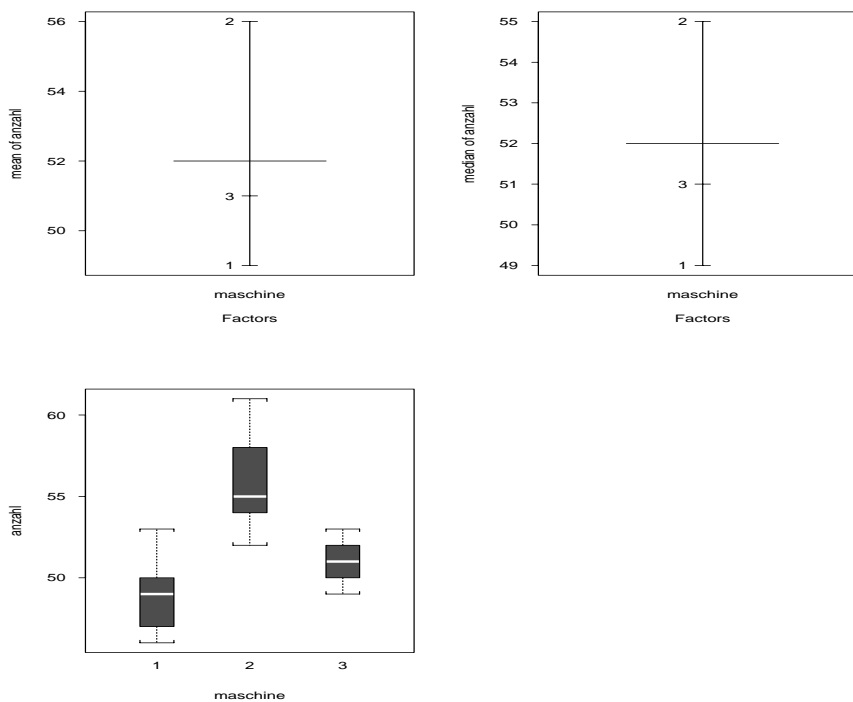 mean of anzahl
56
54
52
50
2
3
1
maschine
Factors
median of anzahl
55
54
53
52
51
50
49
2
3
1
maschine
Factors
anzahl
60
55
50
1 2 3
maschine